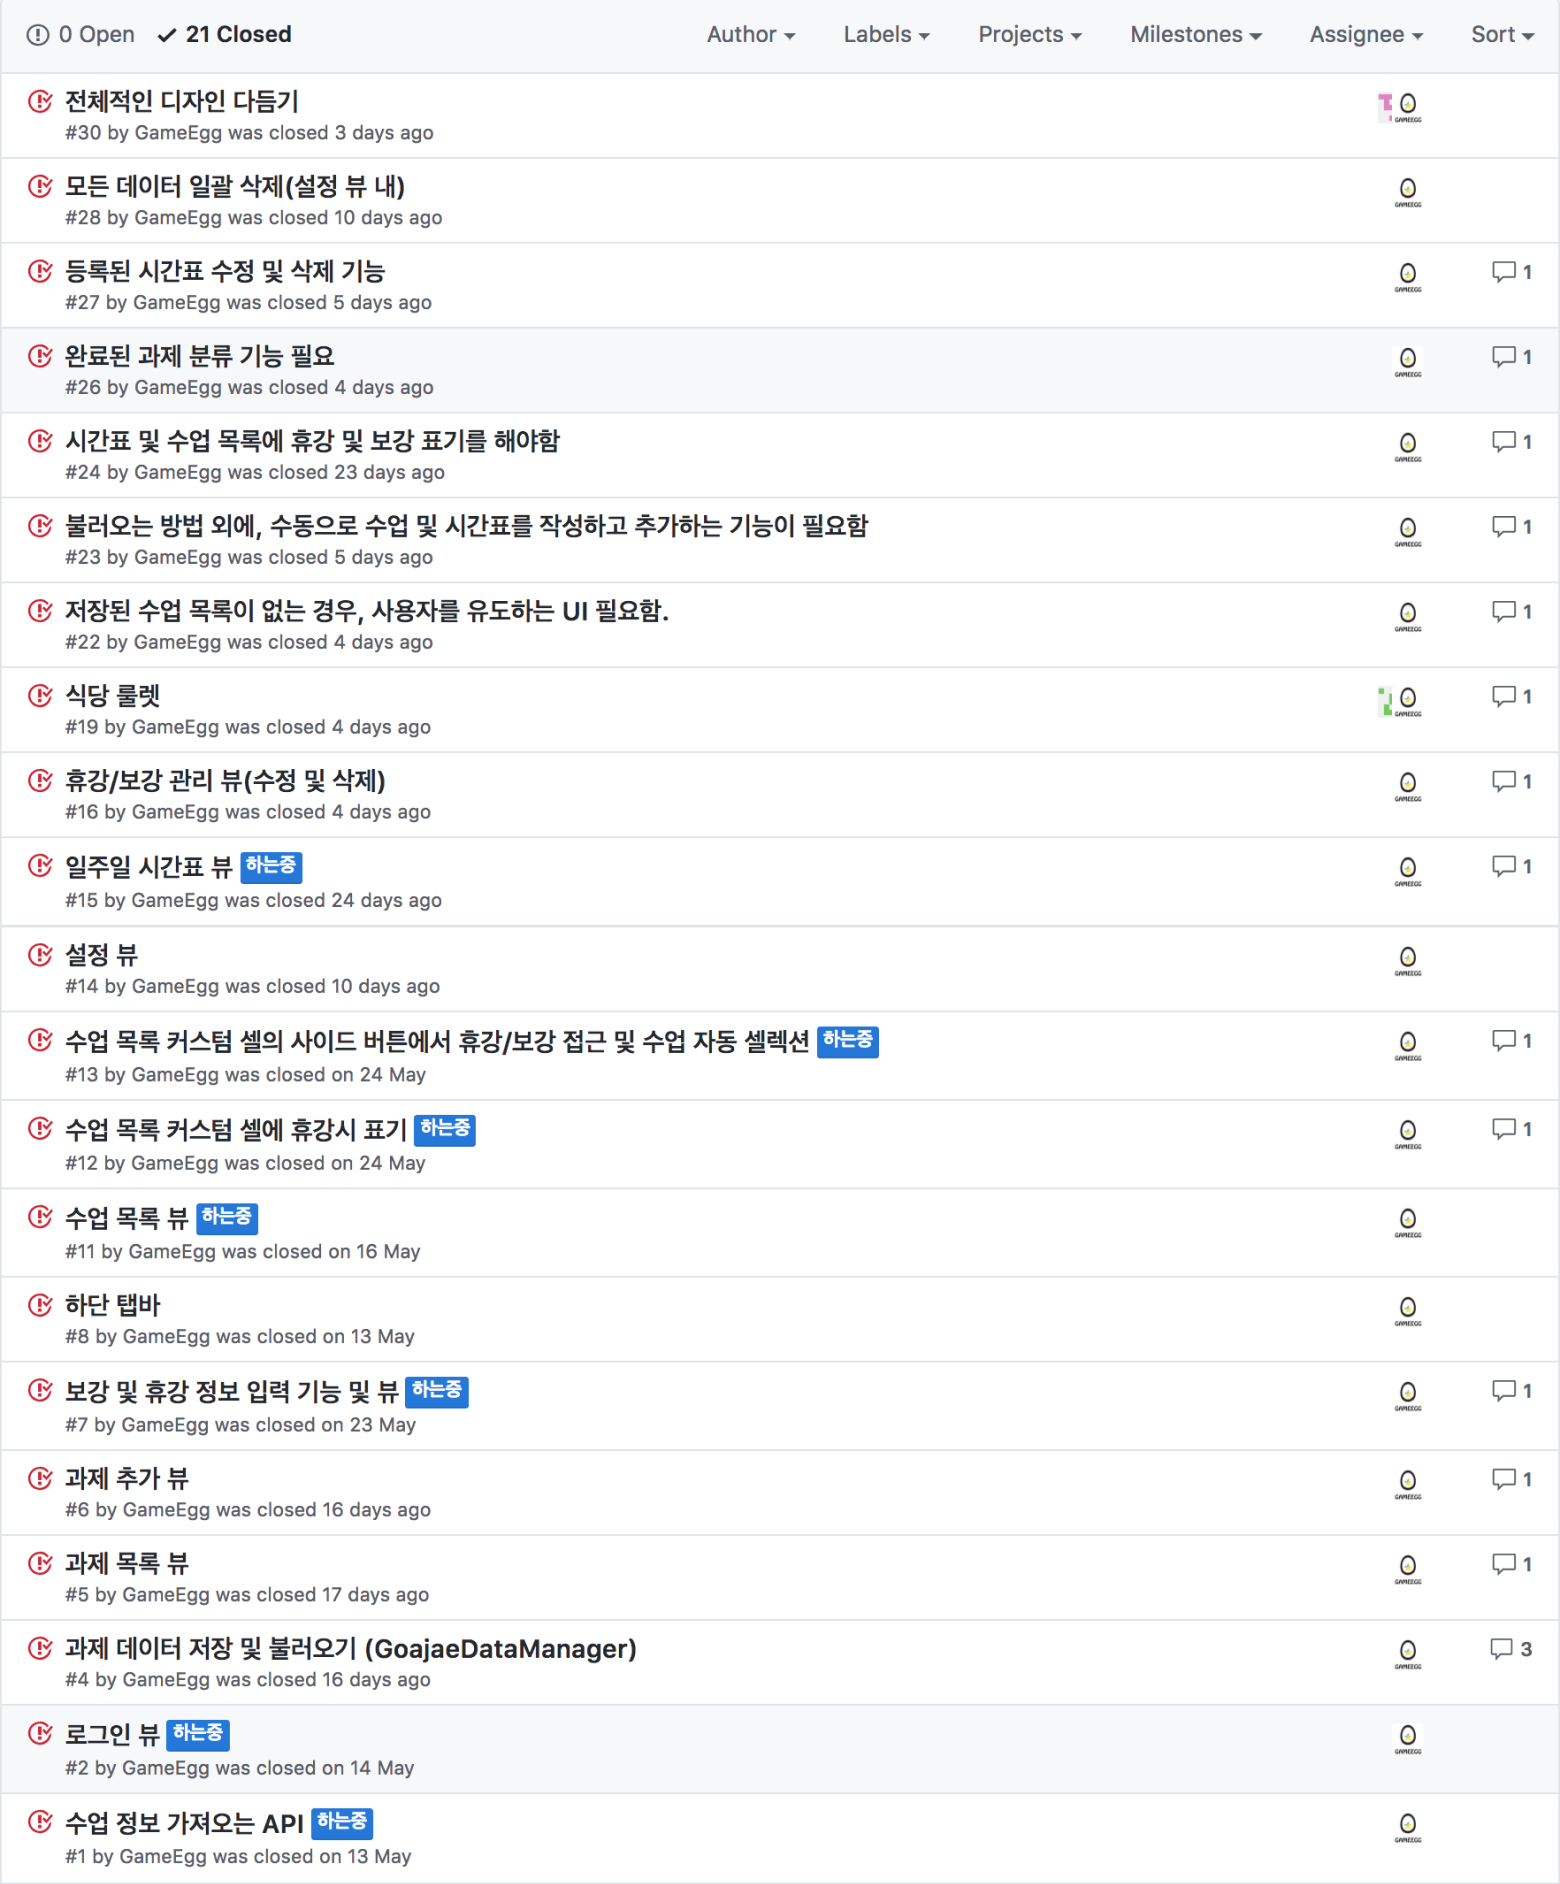 0 Open 21 Closed Author Labels Projects Milestones Assignee Sort
전체적인 디자인 다듬기
#30 by GameEgg was closed 3 days ago
GAMEEGG
모든 데이터 일괄 삭제(설정 뷰 내)
#28 by GameEgg was closed 10 days ago
GAMEEGG
등록된 시간표 수정 및 삭제 기능 1
#27 by GameEgg was closed 5 days ago
GAMEEGG
완료된 과제 분류 기능 필요 1
#26 by GameEgg was closed 4 days ago
GAMEEGG
시간표 및 수업 목록에 휴강 및 보강 표기를 해야함 1
#24 by GameEgg was closed 23 days ago
GAMEEGG
불러오는 방법 외에, 수동으로 수업 및 시간표를 작성하고 추가하는 기능이 필요함 1
#23 by GameEgg was closed 5 days ago
GAMEEGG
저장된 수업 목록이 없는 경우, 사용자를 유도하는 UI 필요함. 1
#22 by GameEgg was closed 4 days ago
GAMEEGG
식당 룰렛 1
#19 by GameEgg was closed 4 days ago
GAMEEGG
휴강/보강 관리 뷰(수정 및 삭제) 1
#16 by GameEgg was closed 4 days ago
GAMEEGG
일주일 시간표 뷰 하는중 1
#15 by GameEgg was closed 24 days ago
GAMEEGG
설정 뷰
#14 by GameEgg was closed 10 days ago
GAMEEGG
수업 목록 커스텀 셀의 사이드 버튼에서 휴강/보강 접근 및 수업 자동 셀렉션 하는중 1
#13 by GameEgg was closed on 24 May
GAMEEGG
수업 목록 커스텀 셀에 휴강시 표기 하는중 1
#12 by GameEgg was closed on 24 May
GAMEEGG
수업 목록 뷰 하는중
#11 by GameEgg was closed on 16 May
GAMEEGG
하단 탭바
#8 by GameEgg was closed on 13 May
GAMEEGG
보강 및 휴강 정보 입력 기능 및 뷰 하는중 1
#7 by GameEgg was closed on 23 May
GAMEEGG
과제 추가 뷰 1
#6 by GameEgg was closed 16 days ago
GAMEEGG
과제 목록 뷰 1
#5 by GameEgg was closed 17 days ago
GAMEEGG
과제 데이터 저장 및 불러오기 (GoajaeDataManager) 3
#4 by GameEgg was closed 16 days ago
GAMEEGG
로그인 뷰 하는중
#2 by GameEgg was closed on 14 May
GAMEEGG
수업 정보 가져오는 API 하는중
#1 by GameEgg was closed on 13 May
GAMEEGG